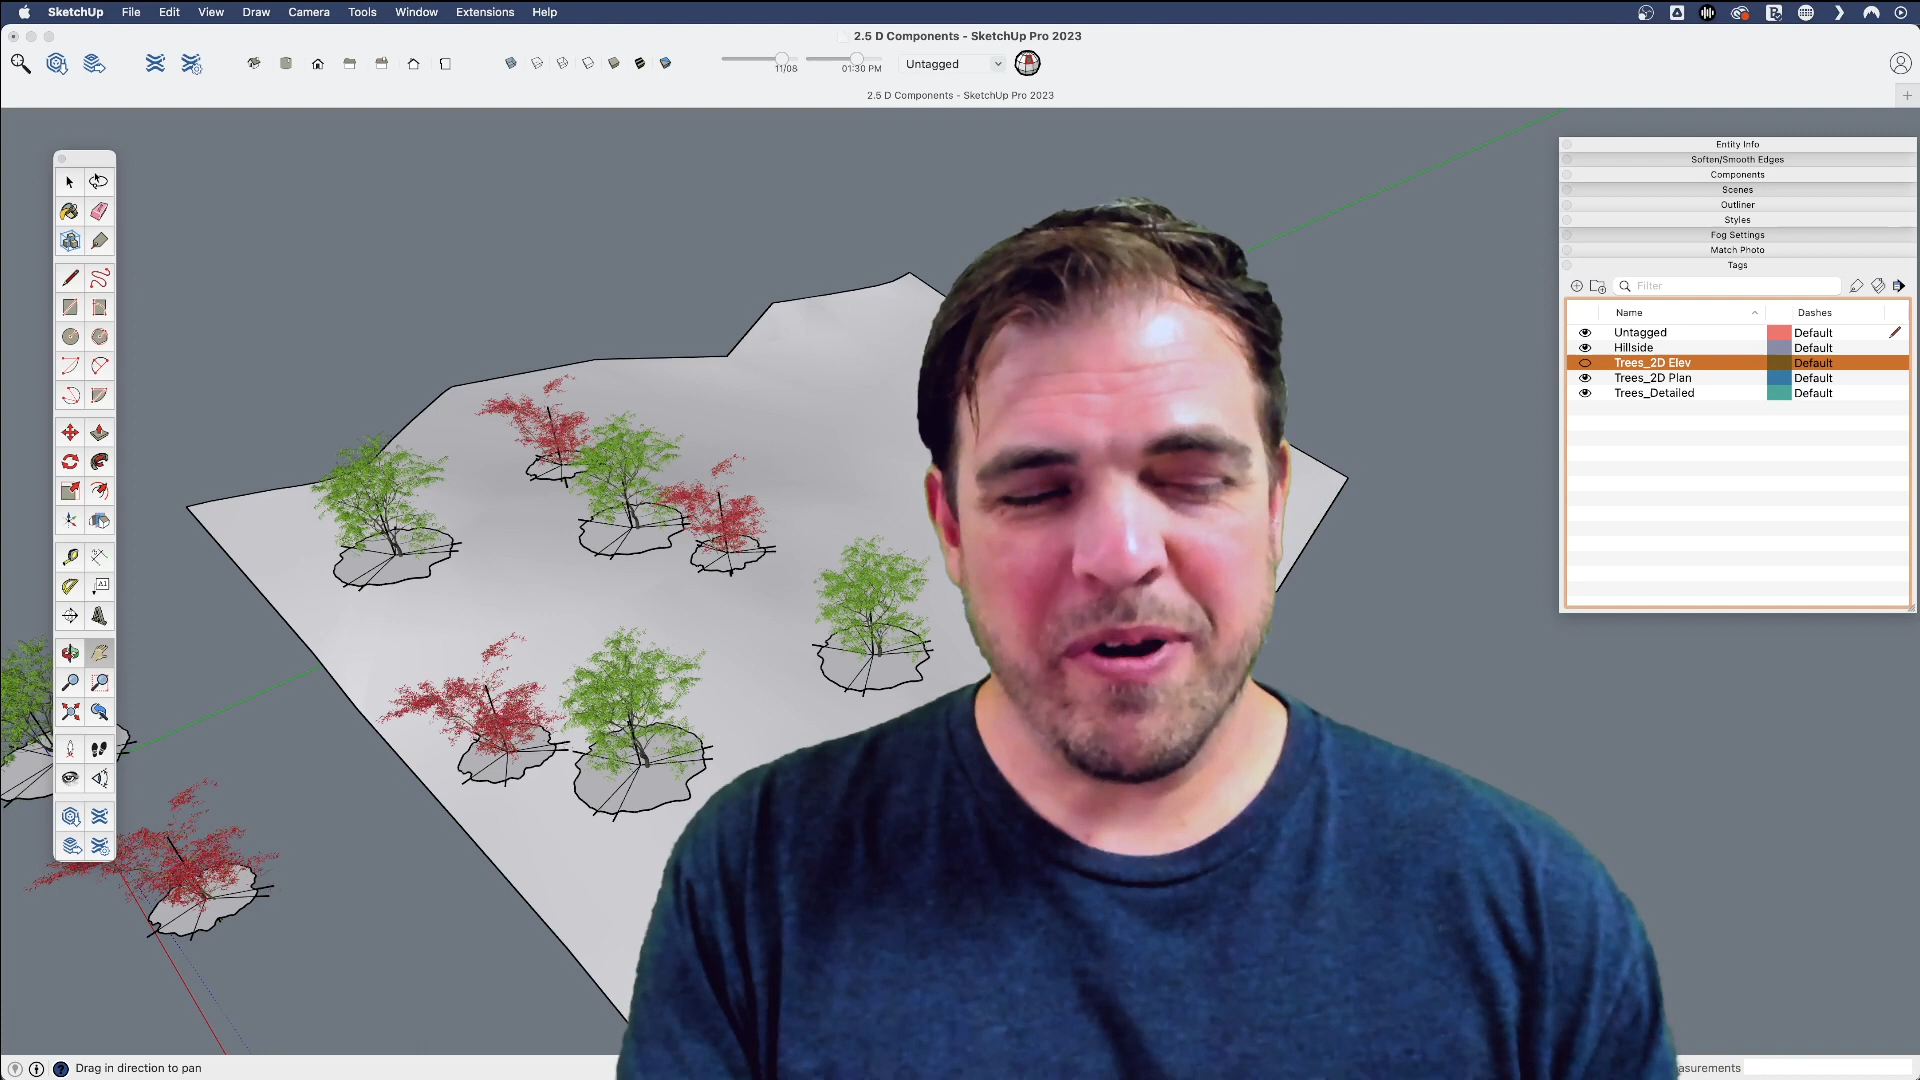 SketchUp File Edit View Draw Camera Tools Window Extensions Help
2.5 D Components - SketchUp Pro 2023
11/08 01:30 PM Untagged
2.5 D Components - SketchUp Pro 2023
Entity Info
Soften/Smooth Edges
Components
Scenes
Outliner
Styles
Fog Settings
Match Photo
Tags
Filter
Name Dashes
Untagged Default
Hillside Default
Trees_2D Elev Default
Trees_2D Plan Default
Trees_Detailed Default
A1
Drag in direction to pan
asurements